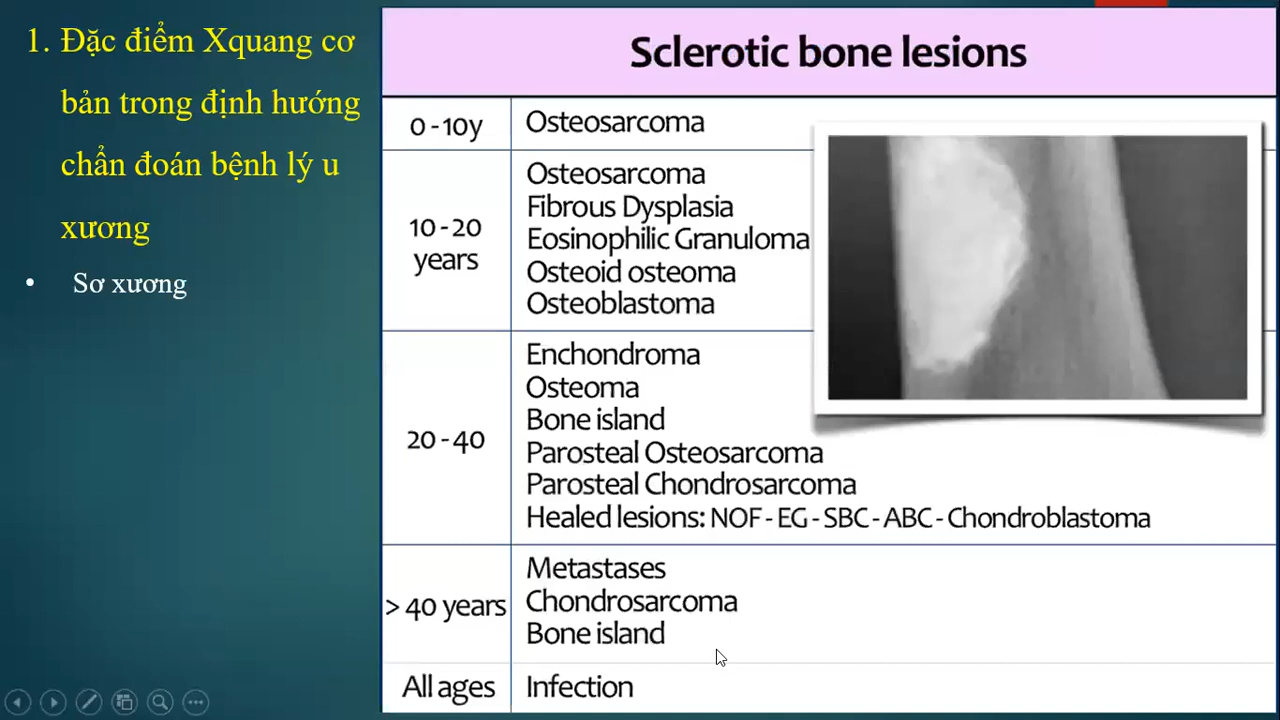 1. Đặc điểm Xquang cơ
bản trong định hướng
chẩn đoán bệnh lý u
xương
• Sơ xương
Sclerotic bone lesions
0 - 10y
Osteosarcoma
10 - 20
years
Osteosarcoma
Fibrous Dysplasia
Eosinophilic Granuloma
Osteoid osteoma
Osteoblastoma
20 - 40
Enchondroma
Osteoma
Bone island
Parosteal Osteosarcoma
Parosteal Chondrosarcoma
Healed lesions: NOF - EG - SBC - ABC - Chondroblastoma
> 40 years
Metastases
Chondrosarcoma
Bone island
All ages
Infection